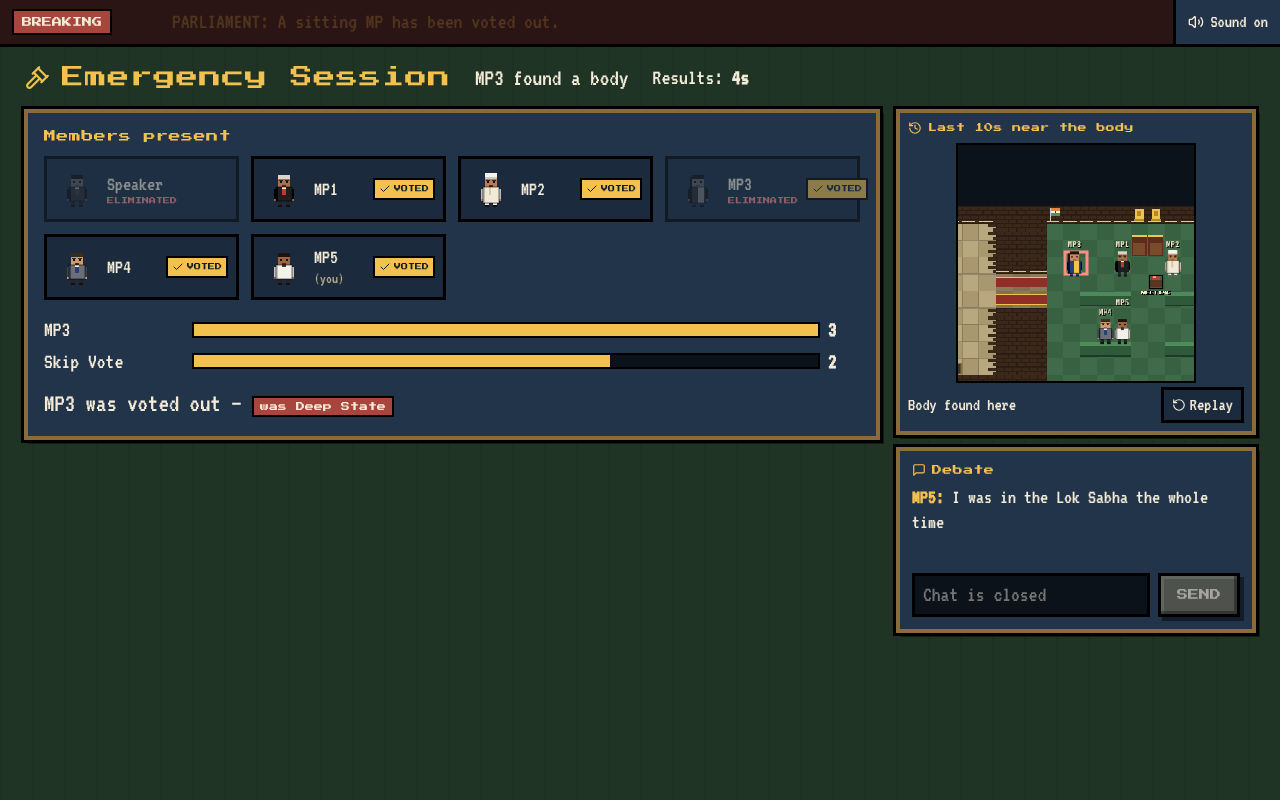 BREAKING
PARLIAMENT: A sitting MP has been voted out.
Sound on
Emergency Session
MP3 found a body
Results: 4s
Members present
Speaker
ELIMINATED
MP1
VOTED
MP2
VOTED
MP3
ELIMINATED
VOTED
MP4
VOTED
MP5
(you)
VOTED
MP3
3
Skip Vote
2
MP3 was voted out –
was Deep State
Last 10s near the body
MP3
MP1
MP2
MP5
MP4
Body found here
Replay
Debate
MP5: I was in the Lok Sabha the whole
time
Chat is closed
SEND